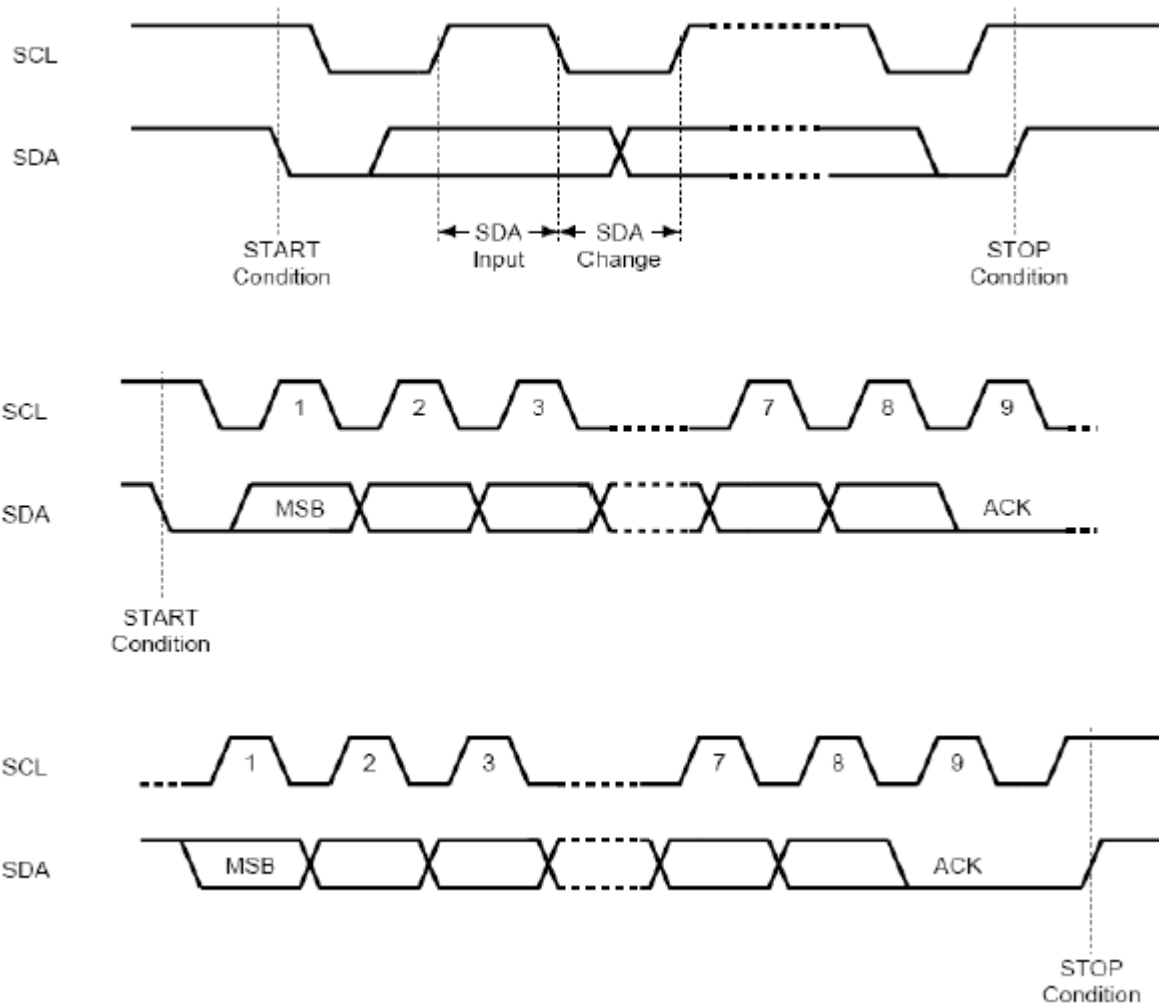 SCL
SDA
SDA Input
SDA Change
START Condition
STOP Condition
SCL
1 2 3 7 8 9
SDA
MSB ACK
START Condition
SCL
1 2 3 7 8 9
SDA
MSB ACK
STOP Condition